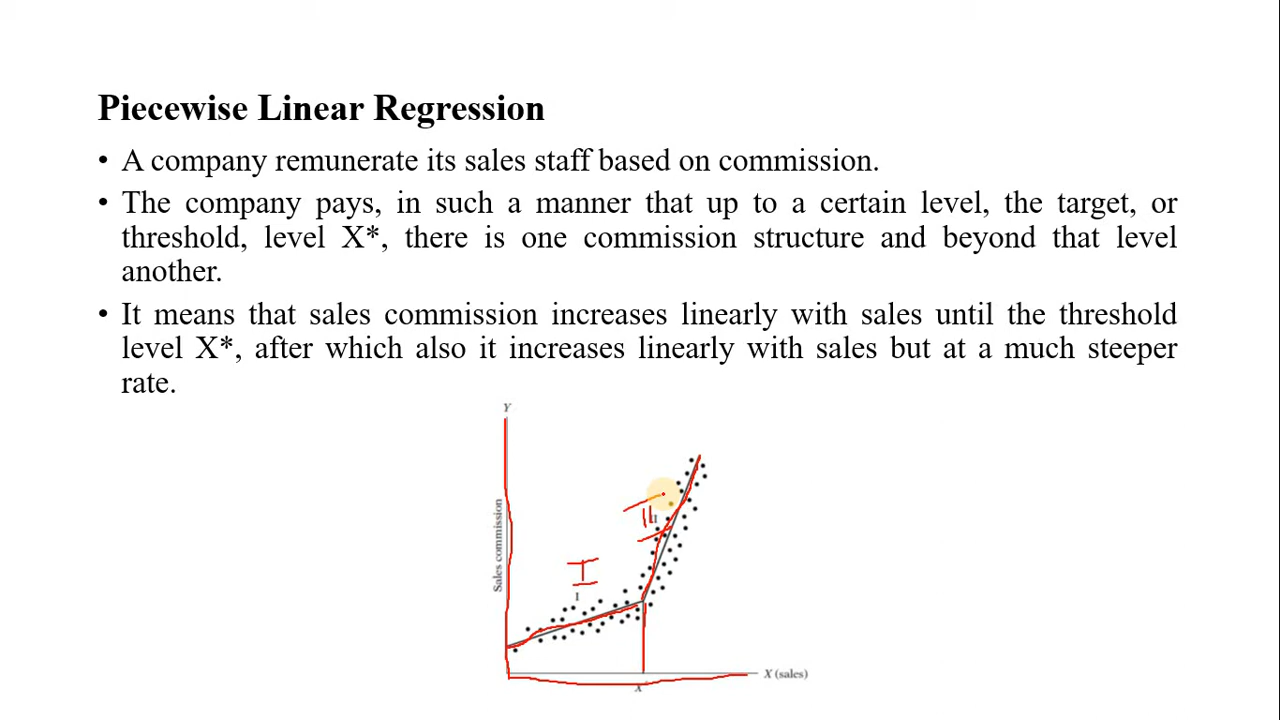 Piecewise Linear Regression
• A company remunerate its sales staff based on commission.
• The company pays, in such a manner that up to a certain level, the target, or
threshold, level X*, there is one commission structure and beyond that level
another.
• It means that sales commission increases linearly with sales until the threshold
level X*, after which also it increases linearly with sales but at a much steeper
rate.
Y
Sales commission
II
I
I
X (sales)